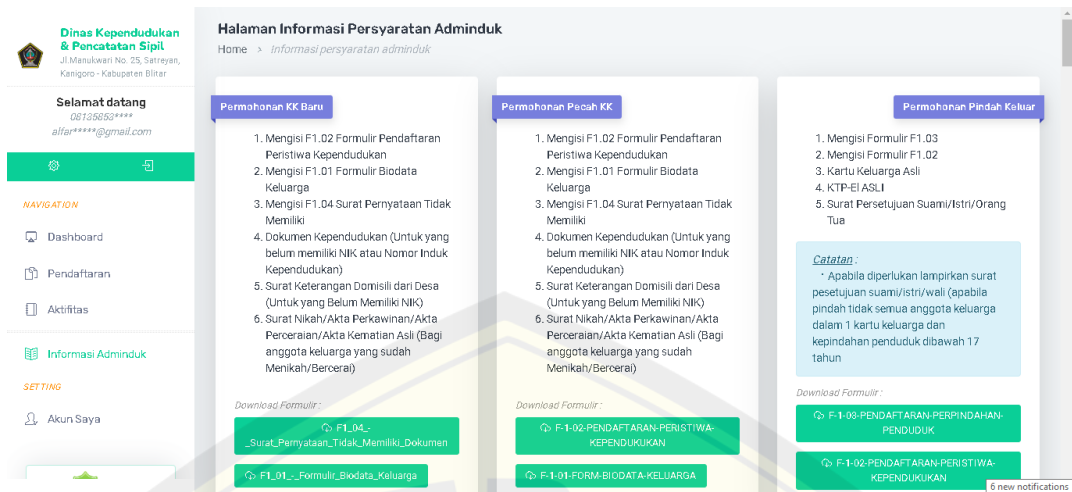 Dinas Kependudukan
& Pencatatan Sipil
Jl.Manukwari No. 25, Satreyan,
Kanigoro - Kabupaten Blitar
Selamat datang
08135853****
alfar*****@gmail.com
NAVIGATION
Dashboard
Pendaftaran
Aktifitas
Informasi Adminduk
SETTING
Akun Saya
Halaman Informasi Persyaratan Adminduk
Home > Informasi persyaratan adminduk
Permohonan KK Baru
1. Mengisi F1.02 Formulir Pendaftaran
Peristiwa Kependudukan
2. Mengisi F1.01 Formulir Biodata
Keluarga
3. Mengisi F1.04 Surat Pernyataan Tidak
Memiliki
4. Dokumen Kependudukan (Untuk yang
belum memiliki NIK atau Nomor Induk
Kependudukan)
5. Surat Keterangan Domisili dari Desa
(Untuk yang Belum Memiliki NIK)
6. Surat Nikah/Akta Perkawinan/Akta
Perceraian/Akta Kematian Asli (Bagi
anggota keluarga yang sudah
Menikah/Bercerai)
Download Formulir :
F1_04_-
_Surat_Pernyataan_Tidak_Memiliki_Dokumen
F1_01_-_Formulir_Biodata_Keluarga
Permohonan Pecah KK
1. Mengisi F1.02 Formulir Pendaftaran
Peristiwa Kependudukan
2. Mengisi F1.01 Formulir Biodata
Keluarga
3. Mengisi F1.04 Surat Pernyataan Tidak
Memiliki
4. Dokumen Kependudukan (Untuk yang
belum memiliki NIK atau Nomor Induk
Kependudukan)
5. Surat Keterangan Domisili dari Desa
(Untuk yang Belum Memiliki NIK)
6. Surat Nikah/Akta Perkawinan/Akta
Perceraian/Akta Kematian Asli (Bagi
anggota keluarga yang sudah
Menikah/Bercerai)
Download Formulir :
F-1-02-PENDAFTARAN-PERISTIWA-
KEPENDUKUKAN
F-1-01-FORM-BIODATA-KELUARGA
Permohonan Pindah Keluar
1. Mengisi Formulir F1.03
2. Mengisi Formulir F1.02
3. Kartu Keluarga Asli
4. KTP-El ASLI
5. Surat Persetujuan Suami/Istri/Orang
Tua
Catatan :
· Apabila diperlukan lampirkan surat
pesetujuan suami/istri/wali (apabila
pindah tidak semua anggota keluarga
dalam 1 kartu keluarga dan
kepindahan penduduk dibawah 17
tahun
Download Formulir :
F-1-03-PENDAFTARAN-PERPINDAHAN-
PENDUDUK
F-1-02-PENDAFTARAN-PERISTIWA-
KEPENDUKUKAN
6 new notifications